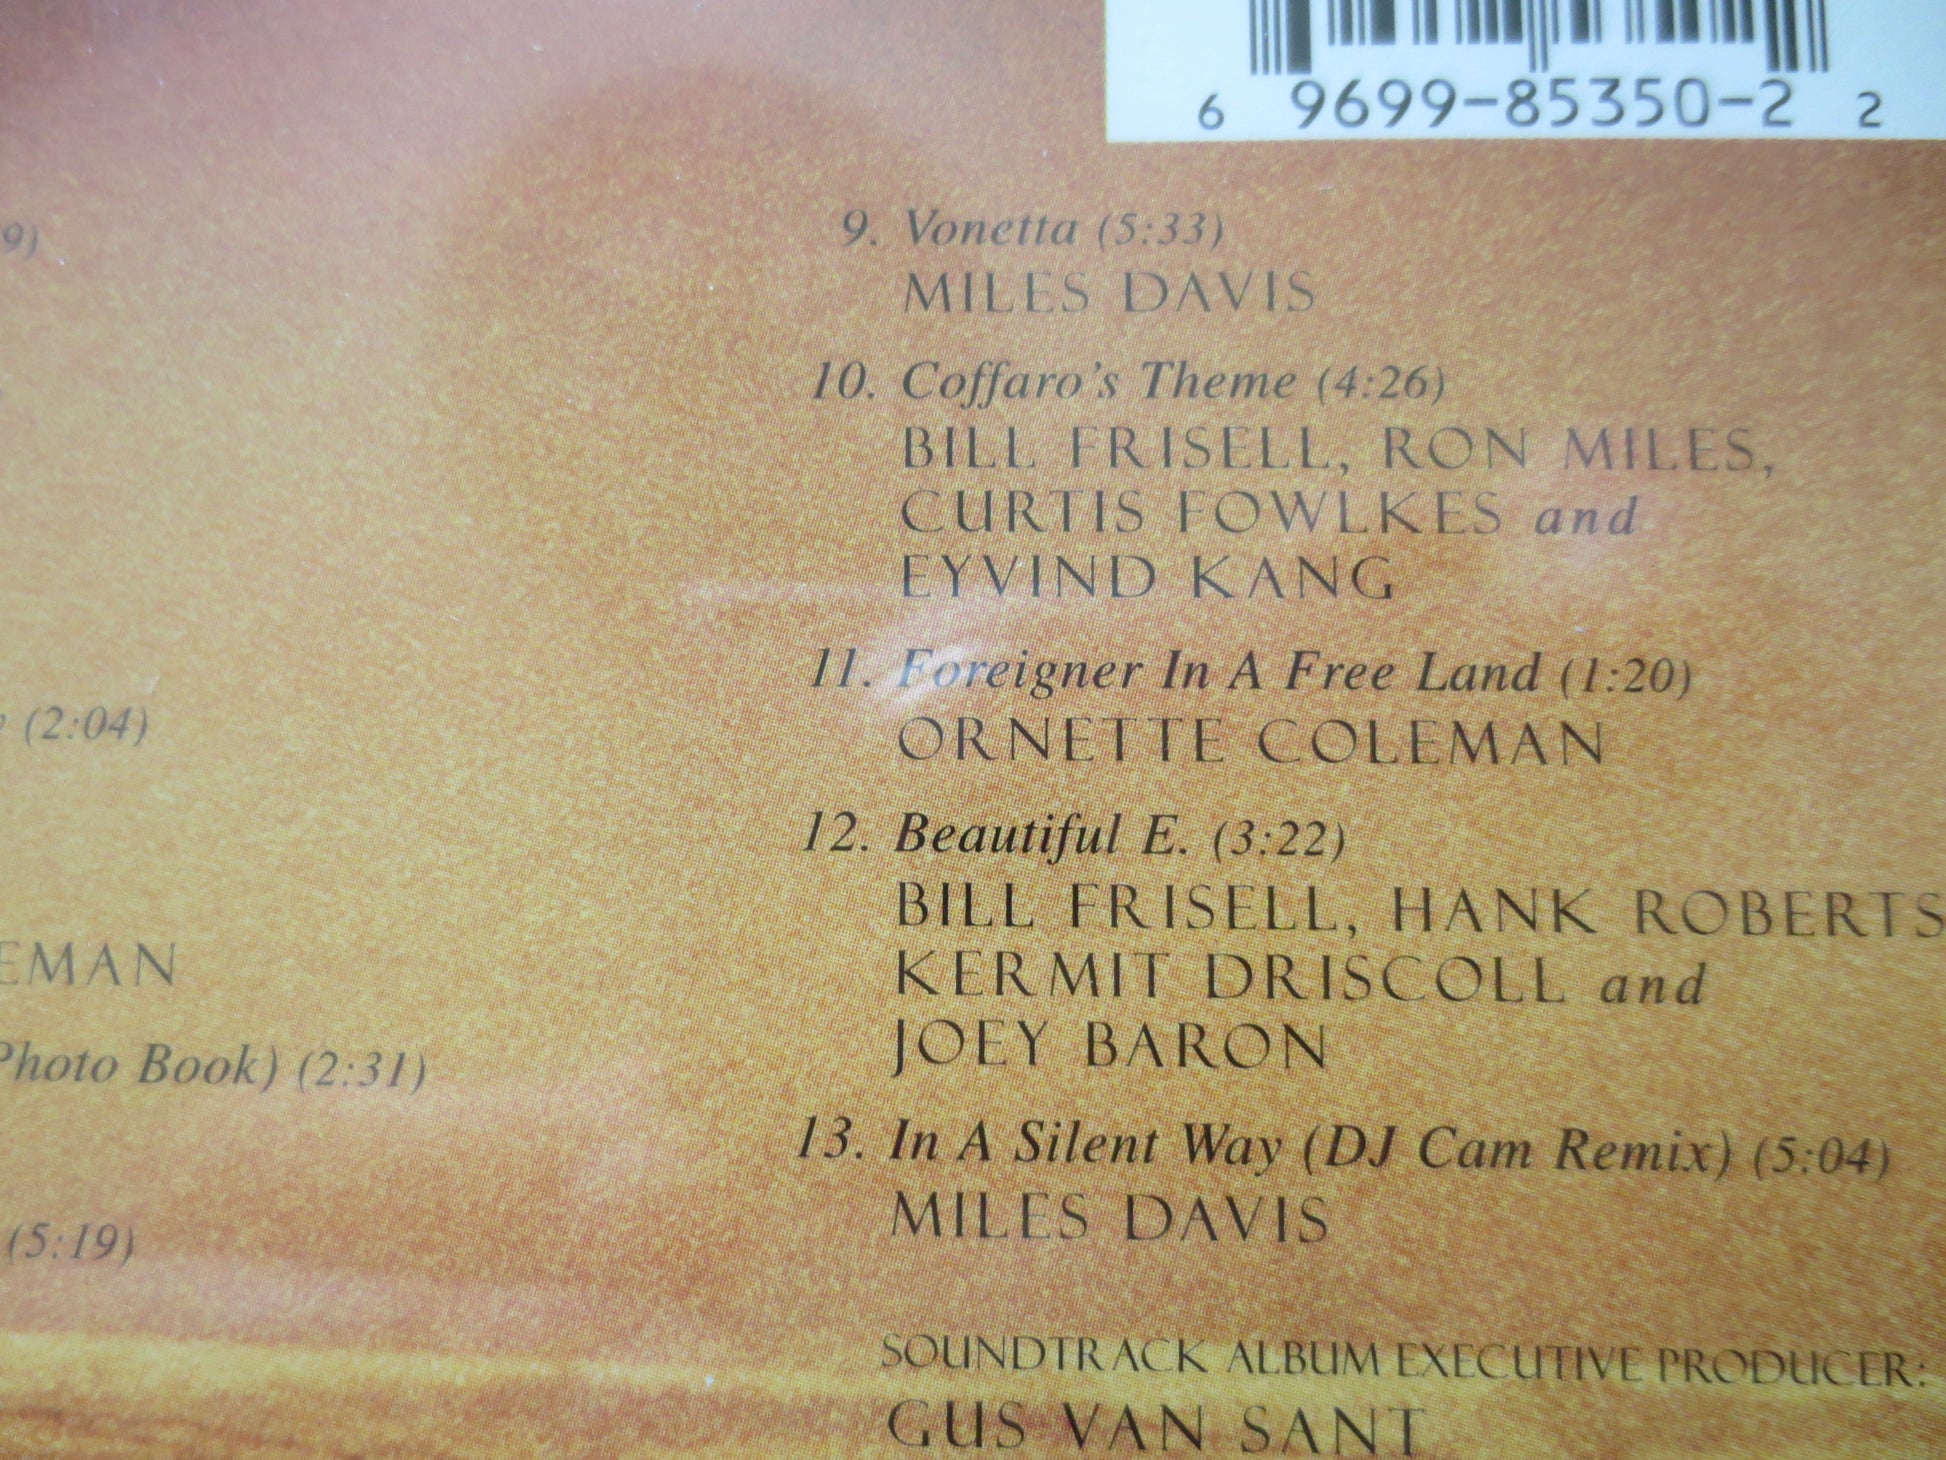 6 9699-85350-2 2
9)
(2:04)
EMAN
Photo Book) (2:31)
(5:19)
9. Vonetta (5:33)
MILES DAVIS
10. Coffaro's Theme (4:26)
BILL FRISELL, RON MILES,
CURTIS FOWLKES and
EYVIND KANG
11. Foreigner In A Free Land (1:20)
ORNETTE COLEMAN
12. Beautiful E. (3:22)
BILL FRISELL, HANK ROBERTS
KERMIT DRISCOLL and
JOEY BARON
13. In A Silent Way (DJ Cam Remix) (5:04)
MILES DAVIS
SOUNDTRACK ALBUM EXECUTIVE PRODUCER:
GUS VAN SANT